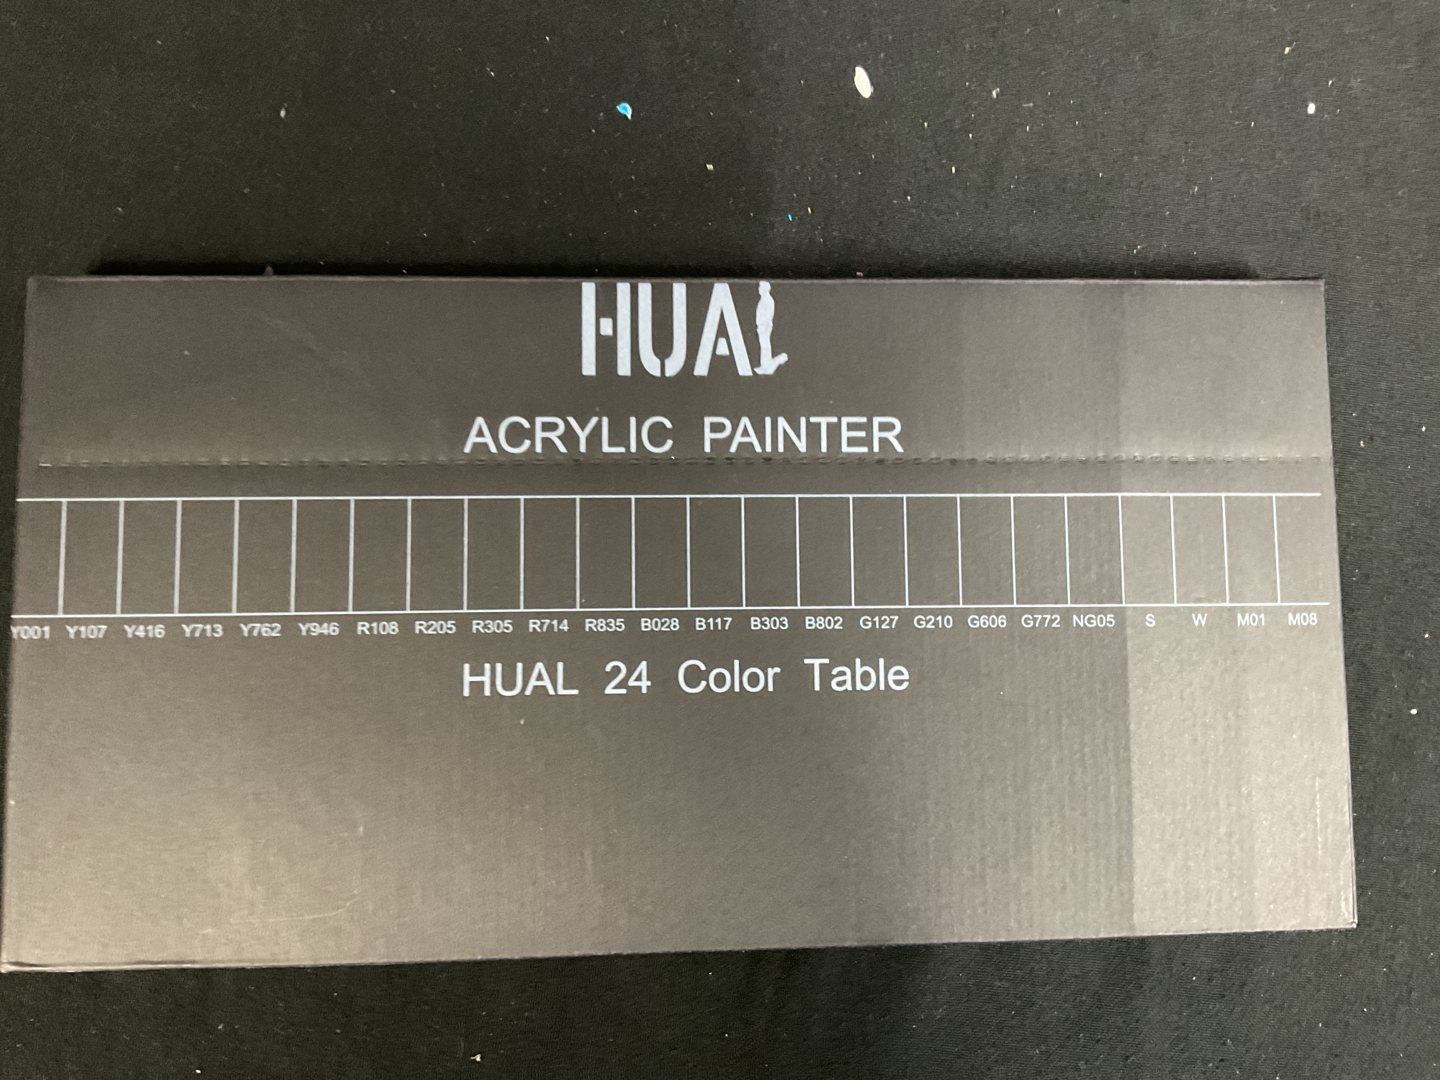 HUAL
ACRYLIC PAINTER
Y001 Y107 Y416 Y713 Y762 Y946 R108 R205 R305 R714 R835 B028 B117 B303 B802 G127 G210 G606 G772 NG05 S W M01 M08
HUAL 24 Color Table